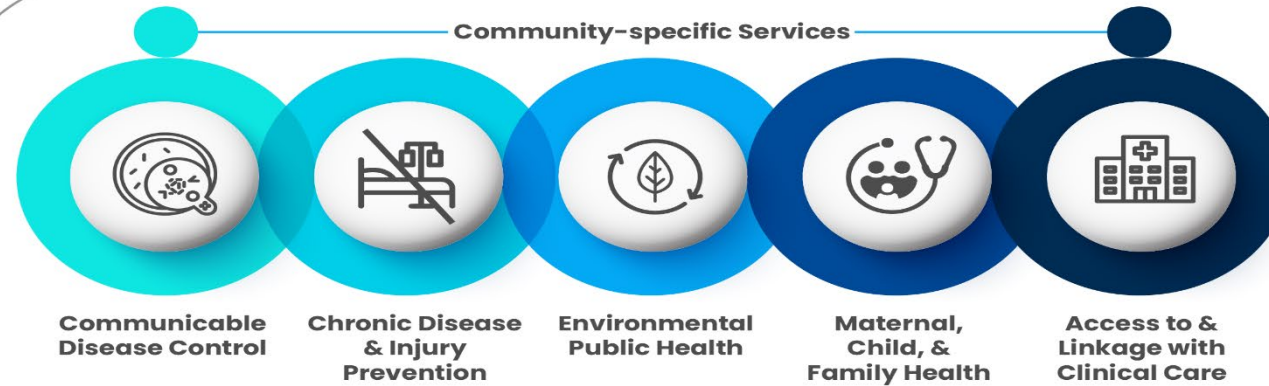 Community-specific Services
Communicable
Disease Control
Chronic Disease
& Injury
Prevention
Environmental
Public Health
Maternal,
Child, &
Family Health
Access to &
Linkage with
Clinical Care